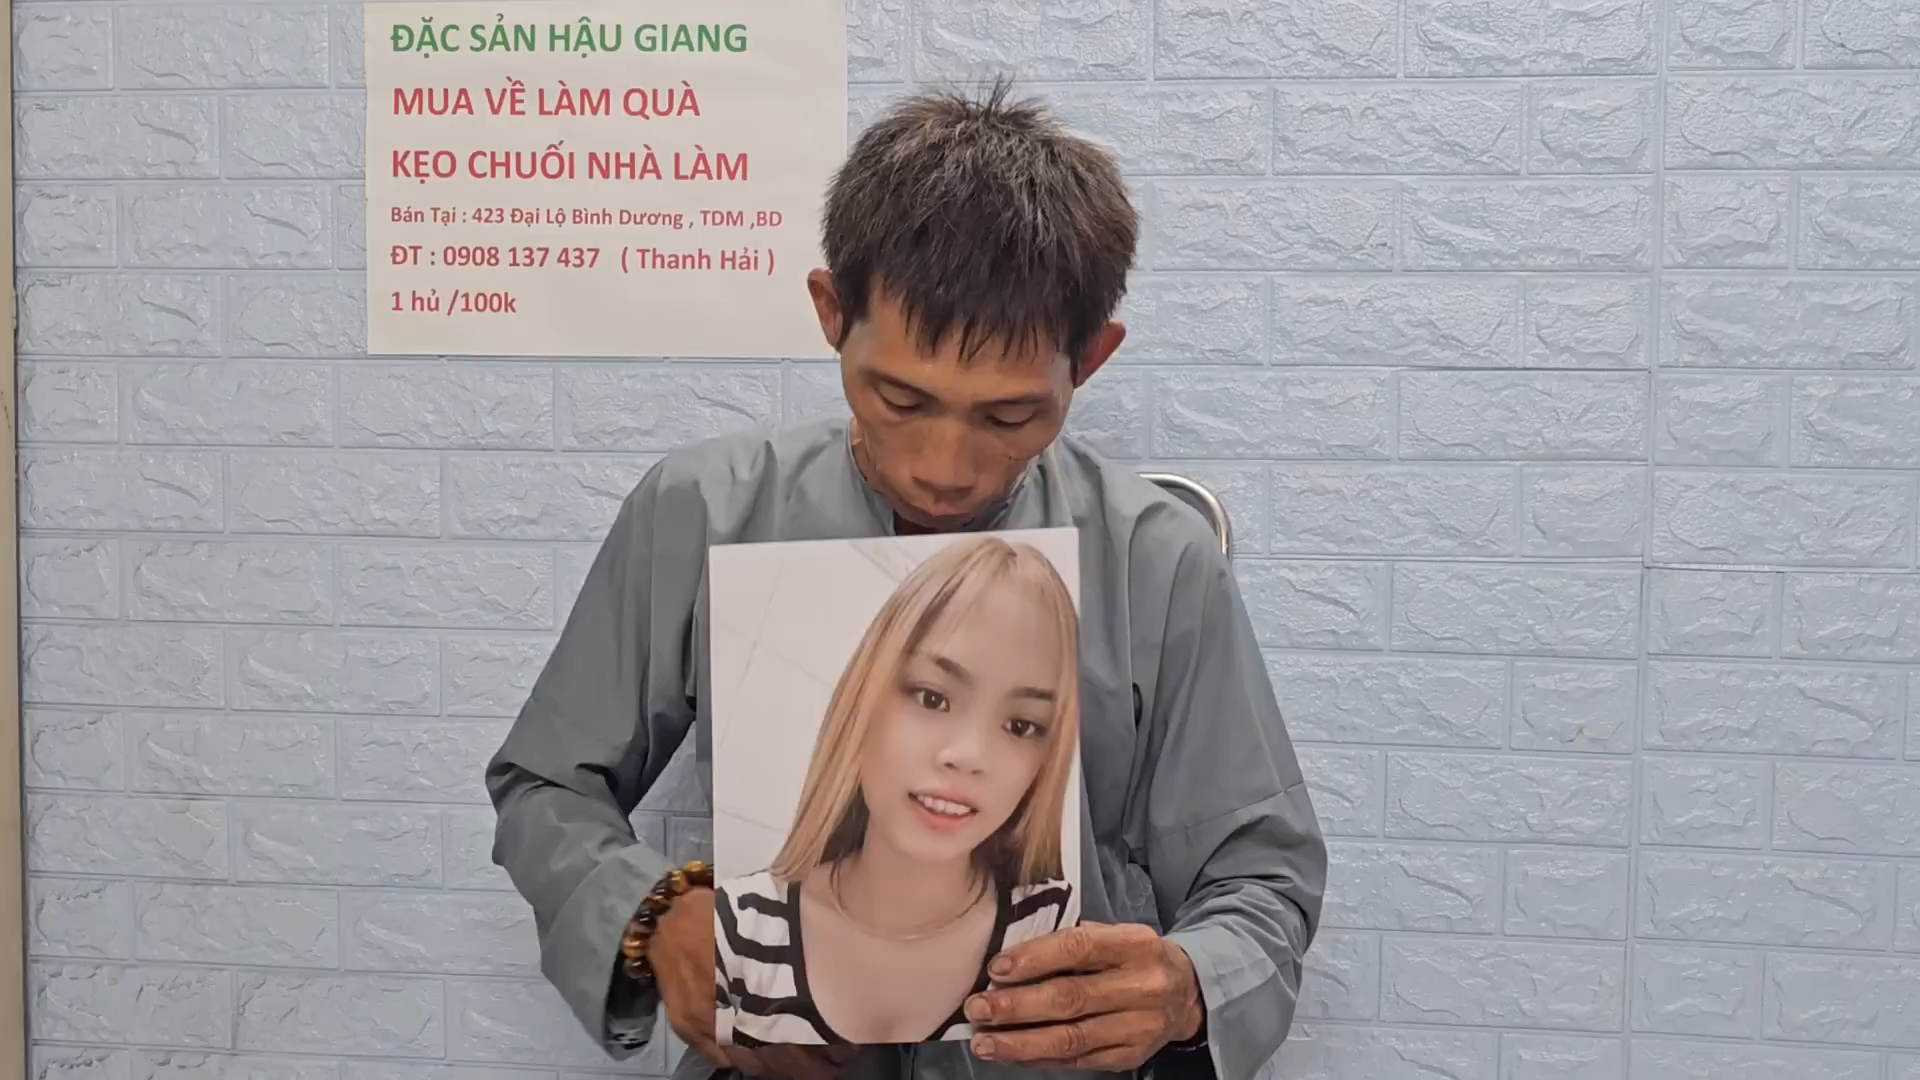 ĐẶC SẢN HẬU GIANG
MUA VỀ LÀM QUÀ
KẸO CHUỐI NHÀ LÀM
Bán Tại : 423 Đại Lộ Bình Dương , TDM ,BD
ĐT : 0908 137 437 ( Thanh Hải )
1 hủ /100k